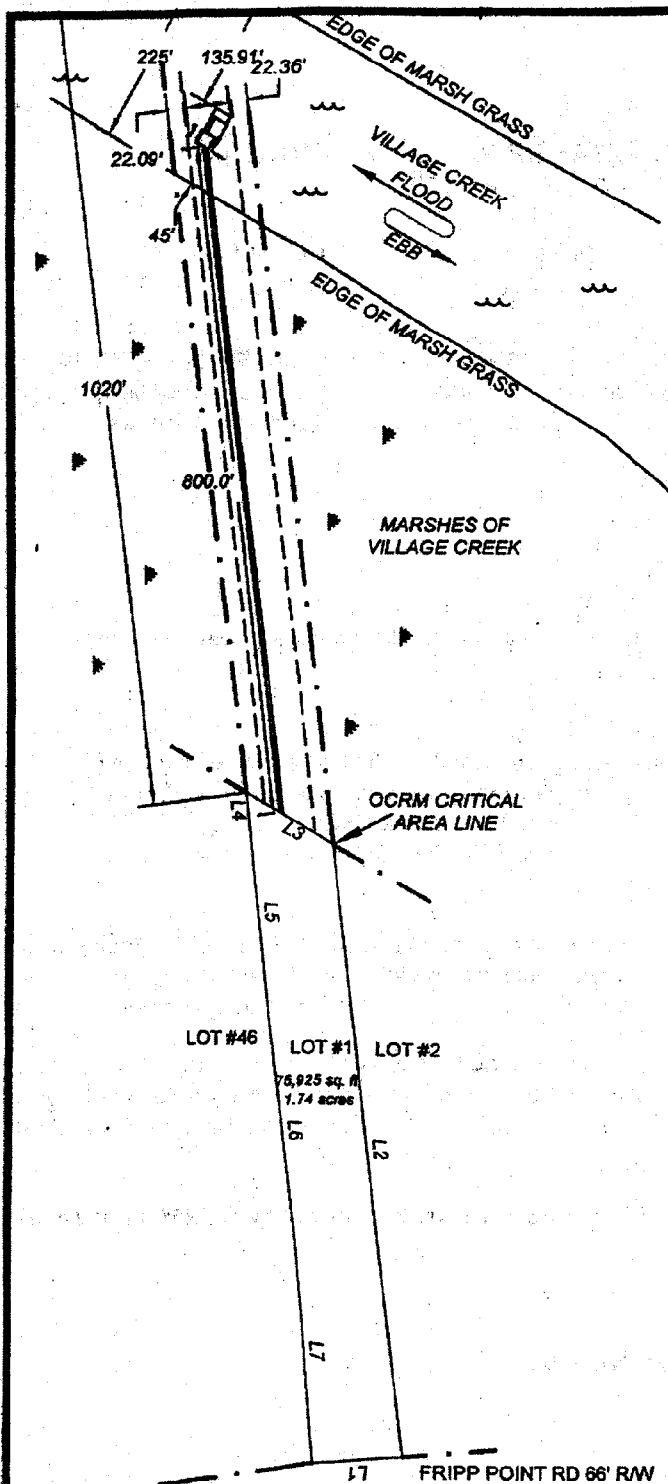 EDGE OF MARSH GRASS
225'
135.91'
22.36'
22.09'
45'
VILLAGE CREEK
FLOOD
EBB
EDGE OF MARSH GRASS
1020'
800.0'
MARSHES OF
VILLAGE CREEK
OCRM CRITICAL
AREA LINE
L4
L3
L5
LOT #46
LOT #1
LOT #2
75,925 sq. ft
1.74 acres
L6
L2
L7
L1
FRIPP POINT RD 66' R/W